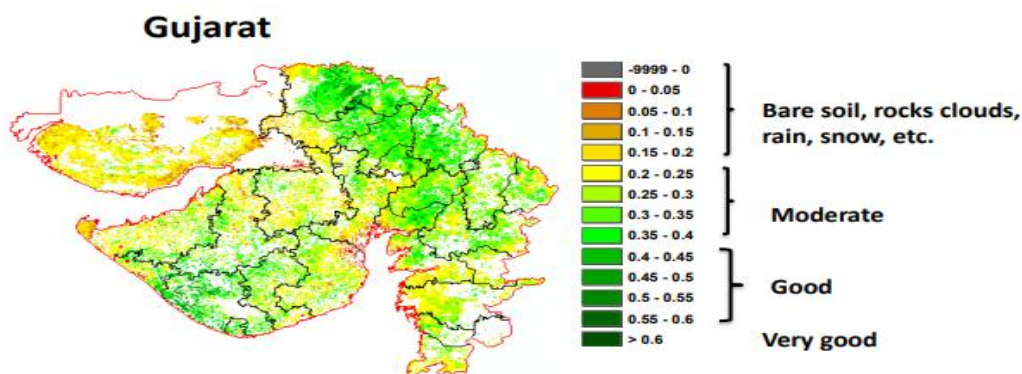 Gujarat
-9999 - 0
0 - 0.05
0.05 - 0.1
0.1 - 0.15
0.15 - 0.2
0.2 - 0.25
0.25 - 0.3
0.3 - 0.35
0.35 - 0.4
0.4 - 0.45
0.45 - 0.5
0.5 - 0.55
0.55 - 0.6
> 0.6
Bare soil, rocks clouds,
rain, snow, etc.
Moderate
Good
Very good